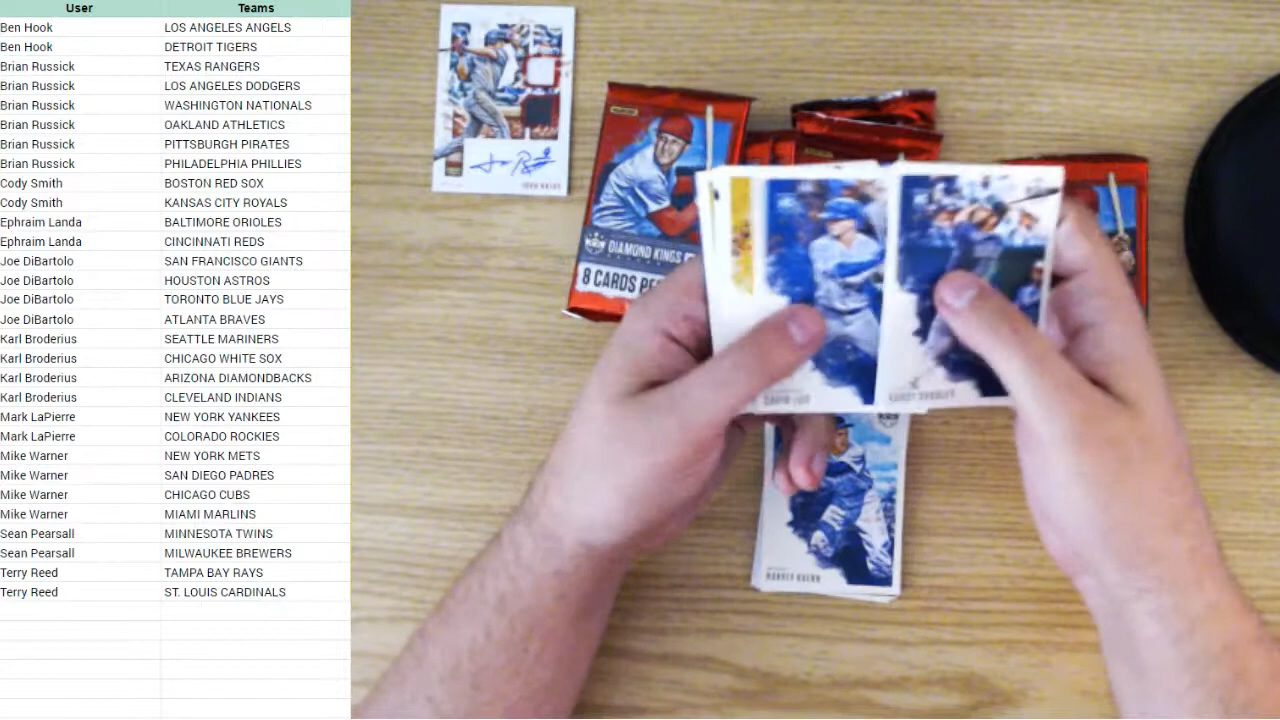 User Teams
Ben Hook LOS ANGELES ANGELS
Ben Hook DETROIT TIGERS
Brian Russick TEXAS RANGERS
Brian Russick LOS ANGELES DODGERS
Brian Russick WASHINGTON NATIONALS
Brian Russick OAKLAND ATHLETICS
Brian Russick PITTSBURGH PIRATES
Brian Russick PHILADELPHIA PHILLIES
Cody Smith BOSTON RED SOX
Cody Smith KANSAS CITY ROYALS
Ephraim Landa BALTIMORE ORIOLES
Ephraim Landa CINCINNATI REDS
Joe DiBartolo SAN FRANCISCO GIANTS
Joe DiBartolo HOUSTON ASTROS
Joe DiBartolo TORONTO BLUE JAYS
Joe DiBartolo ATLANTA BRAVES
Karl Broderius SEATTLE MARINERS
Karl Broderius CHICAGO WHITE SOX
Karl Broderius ARIZONA DIAMONDBACKS
Karl Broderius CLEVELAND INDIANS
Mark LaPierre NEW YORK YANKEES
Mark LaPierre COLORADO ROCKIES
Mike Warner NEW YORK METS
Mike Warner SAN DIEGO PADRES
Mike Warner CHICAGO CUBS
Mike Warner MIAMI MARLINS
Sean Pearsall MINNESOTA TWINS
Sean Pearsall MILWAUKEE BREWERS
Terry Reed TAMPA BAY RAYS
Terry Reed ST. LOUIS CARDINALS
DIAMOND KINGS
8 CARDS
HARVEY KUENN